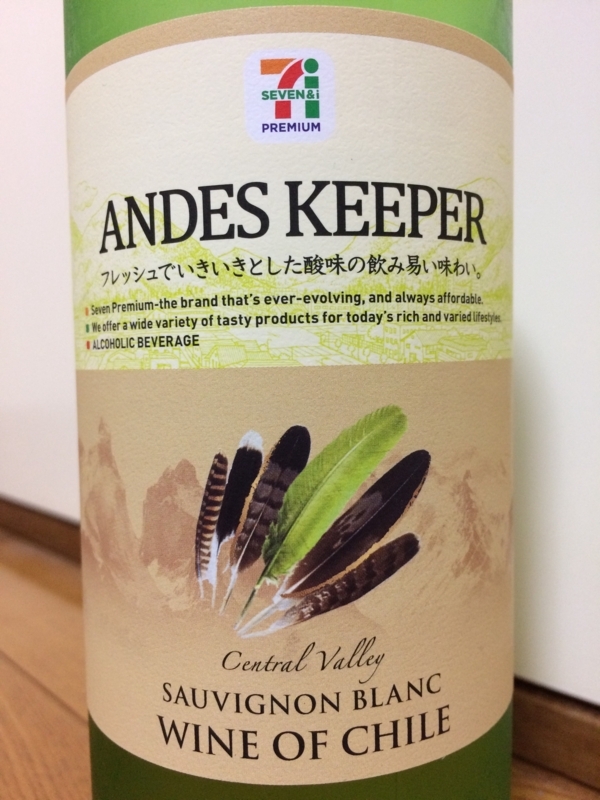 SEVEN&i
PREMIUM
ANDES KEEPER
フレッシュでいきいきとした酸味の飲み易い味わい。
Seven Premium-the brand that's ever-evolving, and always affordable.
We offer a wide variety of tasty products for today's rich and varied lifestyles.
ALCOHOLIC BEVERAGE
Central Valley
SAUVIGNON BLANC
WINE OF CHILE